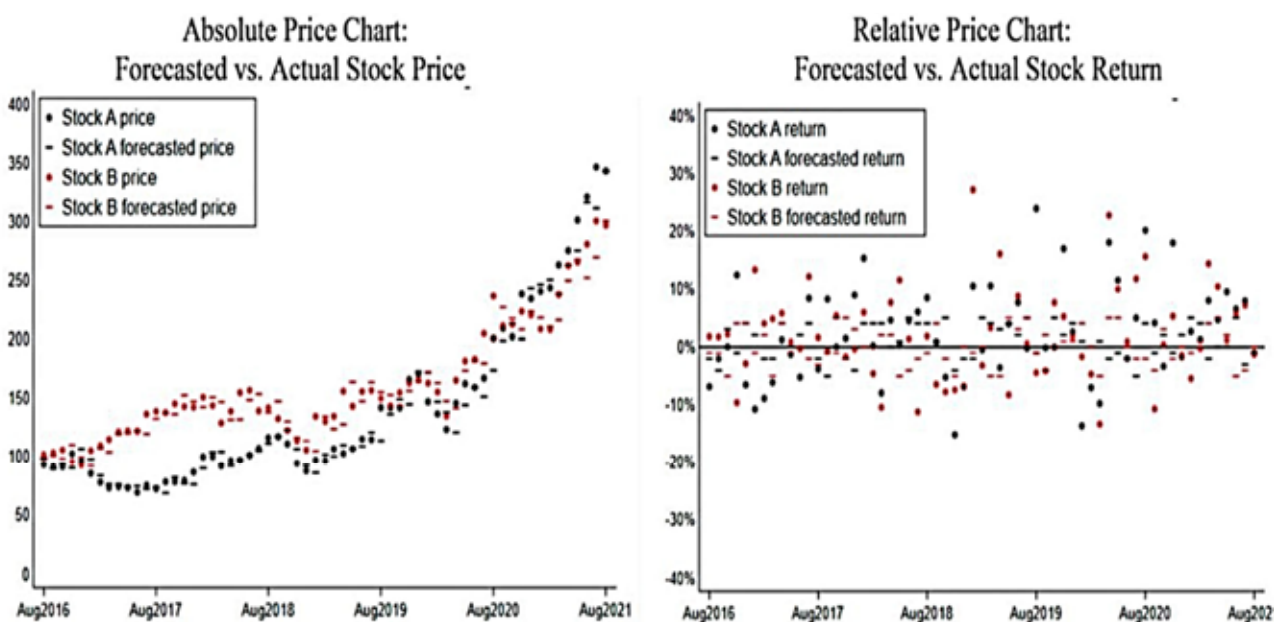 Absolute Price Chart:
Forecasted vs. Actual Stock Price
400
350
300
250
200
150
100
50
0
Stock A price
Stock A forecasted price
Stock B price
Stock B forecasted price
Aug2016
Aug2017
Aug2018
Aug2019
Aug2020
Aug2021
Relative Price Chart:
Forecasted vs. Actual Stock Return
40%
30%
20%
10%
0%
-10%
-20%
-30%
-40%
Stock A return
Stock A forecasted return
Stock B return
Stock B forecasted return
Aug2016
Aug2017
Aug2018
Aug2019
Aug2020
Aug202